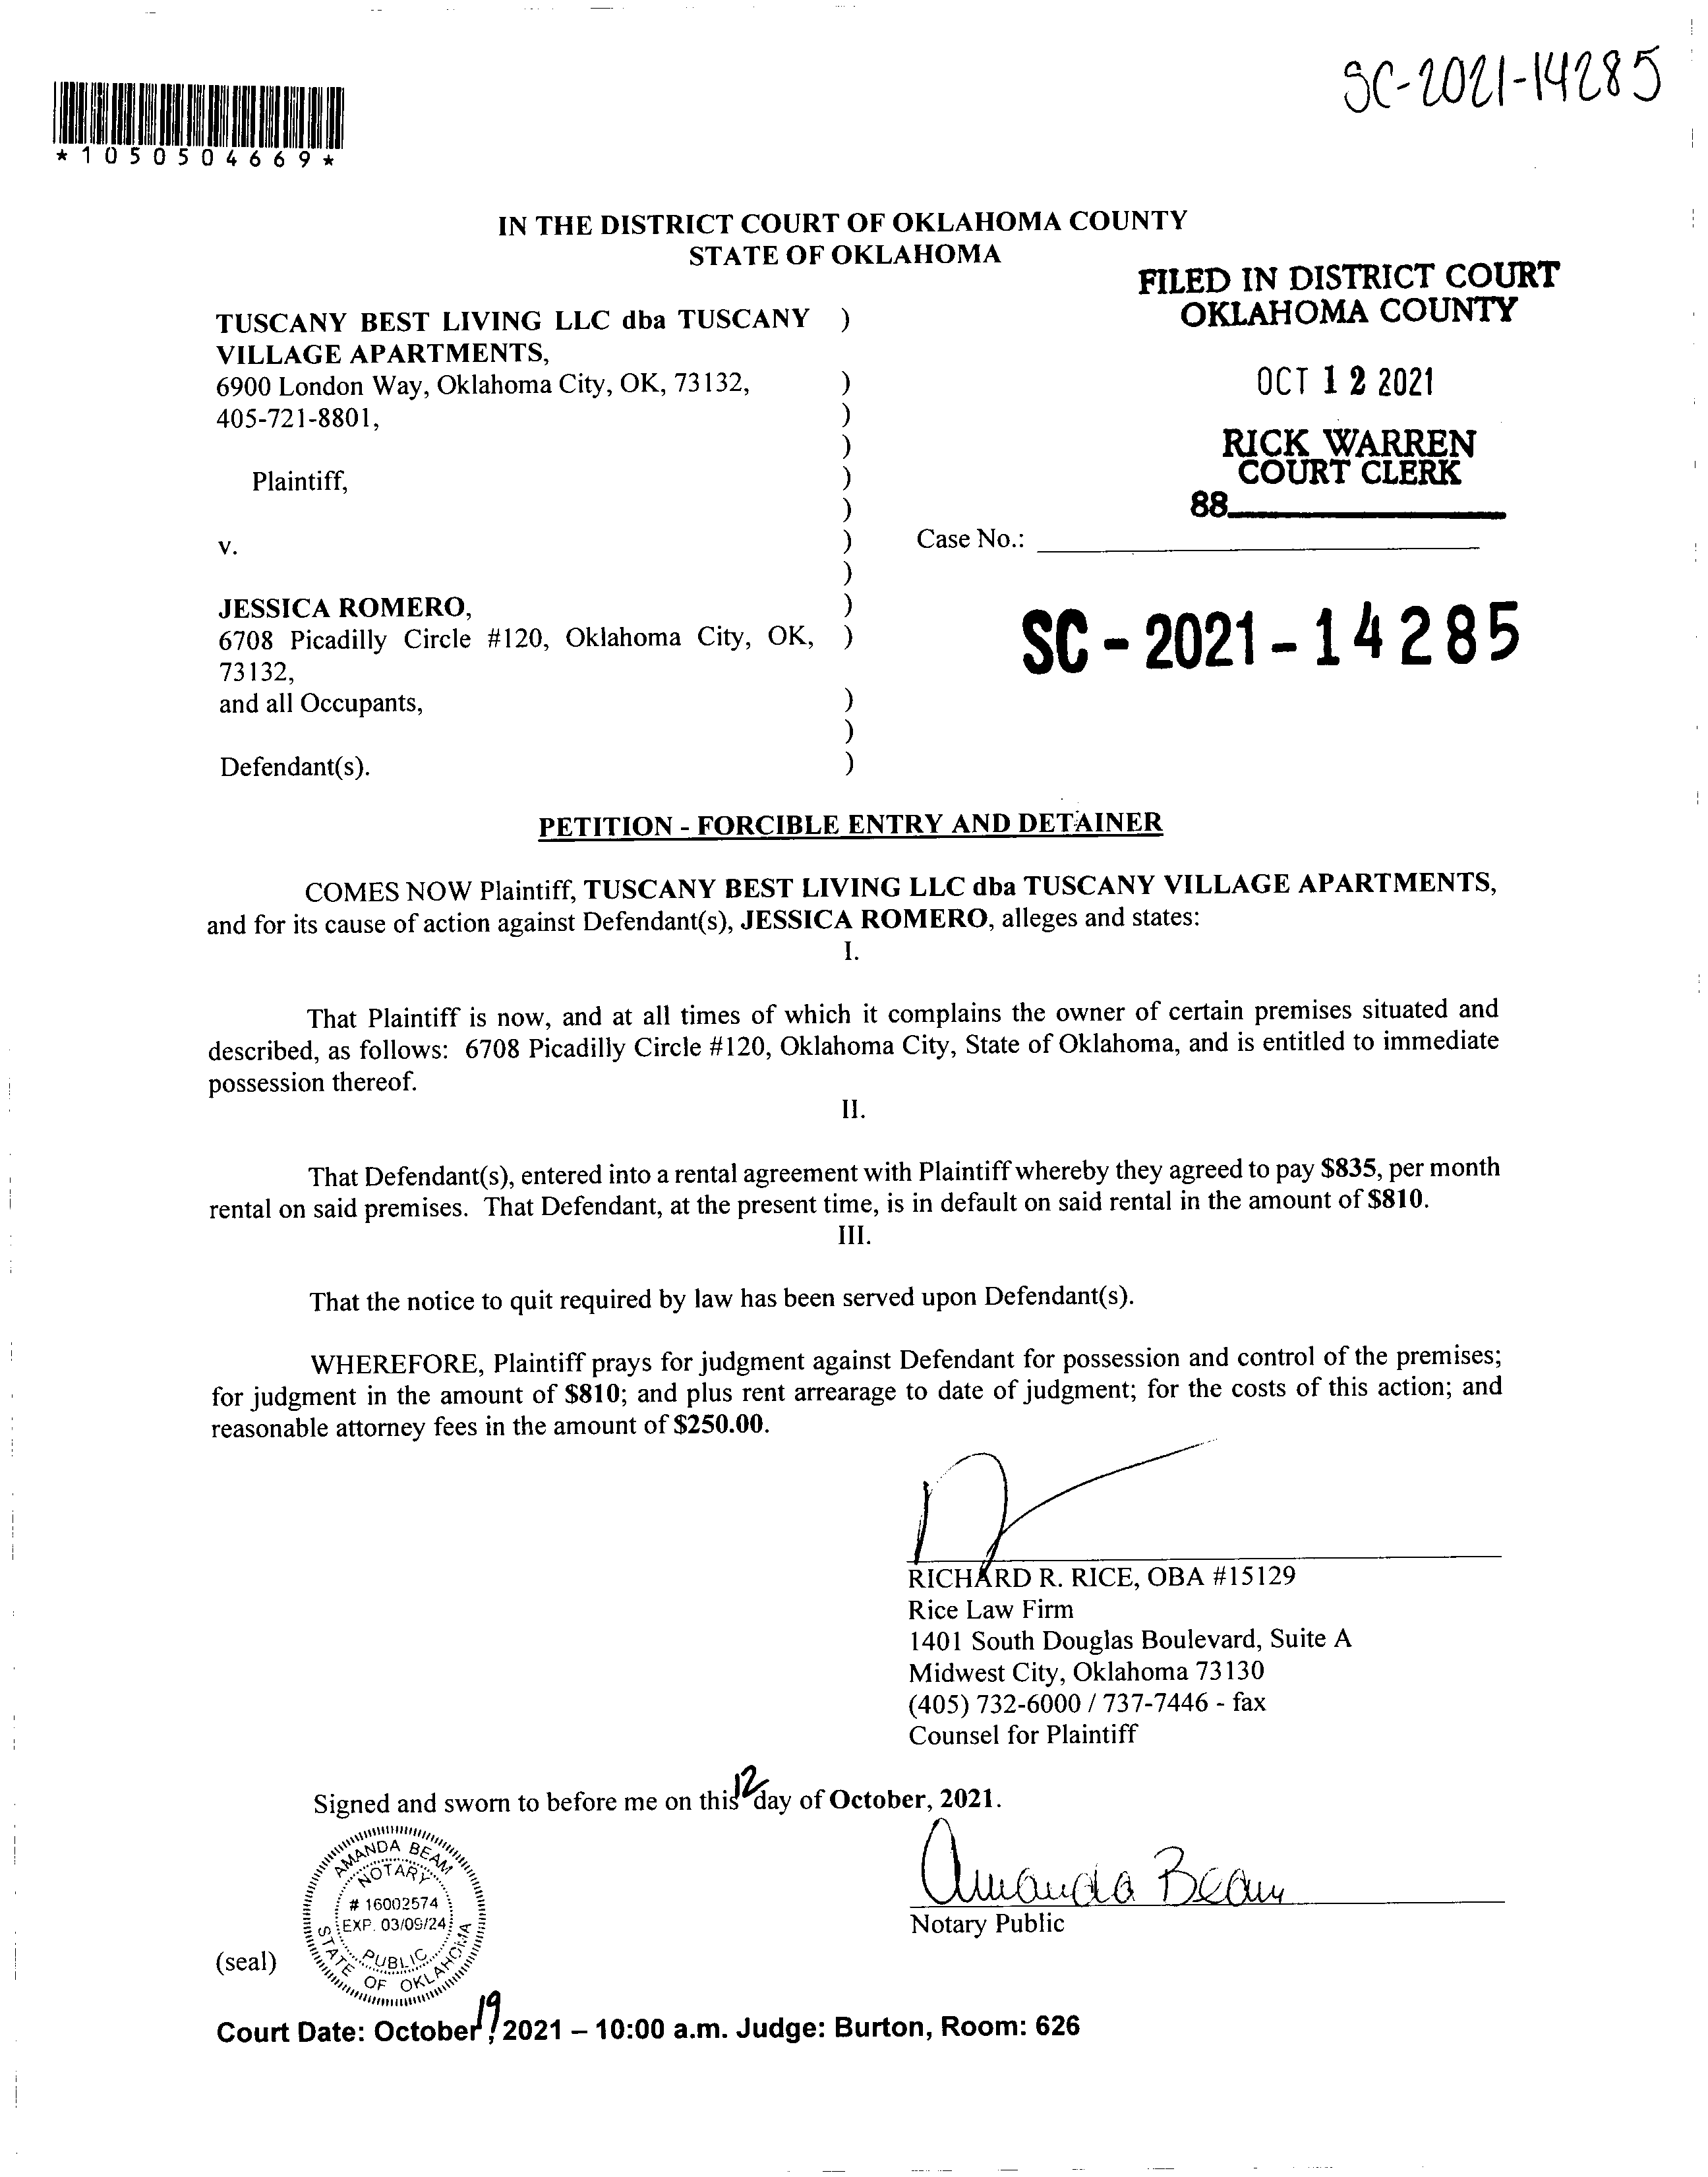 SC-2021-14285
*1050504669*
IN THE DISTRICT COURT OF OKLAHOMA COUNTY
STATE OF OKLAHOMA
FILED IN DISTRICT COURT
OKLAHOMA COUNTY
OCT 12 2021
RICK WARREN
COURT CLERK
88
TUSCANY BEST LIVING LLC dba TUSCANY )
VILLAGE APARTMENTS,
6900 London Way, Oklahoma City, OK, 73132, )
405-721-8801, )
)
Plaintiff, )
)
v. ) Case No.:
)
JESSICA ROMERO, )
6708 Picadilly Circle #120, Oklahoma City, OK, )
73132,
and all Occupants, )
)
Defendant(s). )
SC-2021-14285
PETITION - FORCIBLE ENTRY AND DETAINER
COMES NOW Plaintiff, TUSCANY BEST LIVING LLC dba TUSCANY VILLAGE APARTMENTS,
and for its cause of action against Defendant(s), JESSICA ROMERO, alleges and states:
I.
That Plaintiff is now, and at all times of which it complains the owner of certain premises situated and
described, as follows: 6708 Picadilly Circle #120, Oklahoma City, State of Oklahoma, and is entitled to immediate
possession thereof.
II.
That Defendant(s), entered into a rental agreement with Plaintiff whereby they agreed to pay $835, per month
rental on said premises. That Defendant, at the present time, is in default on said rental in the amount of $810.
III.
That the notice to quit required by law has been served upon Defendant(s).
WHEREFORE, Plaintiff prays for judgment against Defendant for possession and control of the premises;
for judgment in the amount of $810; and plus rent arrearage to date of judgment; for the costs of this action; and
reasonable attorney fees in the amount of $250.00.
RICHARD R. RICE, OBA #15129
Rice Law Firm
1401 South Douglas Boulevard, Suite A
Midwest City, Oklahoma 73130
(405) 732-6000 / 737-7446 - fax
Counsel for Plaintiff
Signed and sworn to before me on this 12 day of October, 2021.
Amanda Beam
Notary Public
AMANDA BEAM
NOTARY
# 16002574
EXP. 03/09/24
PUBLIC
STATE OF OKLAHOMA
(seal)
Court Date: October 19, 2021 – 10:00 a.m. Judge: Burton, Room: 626